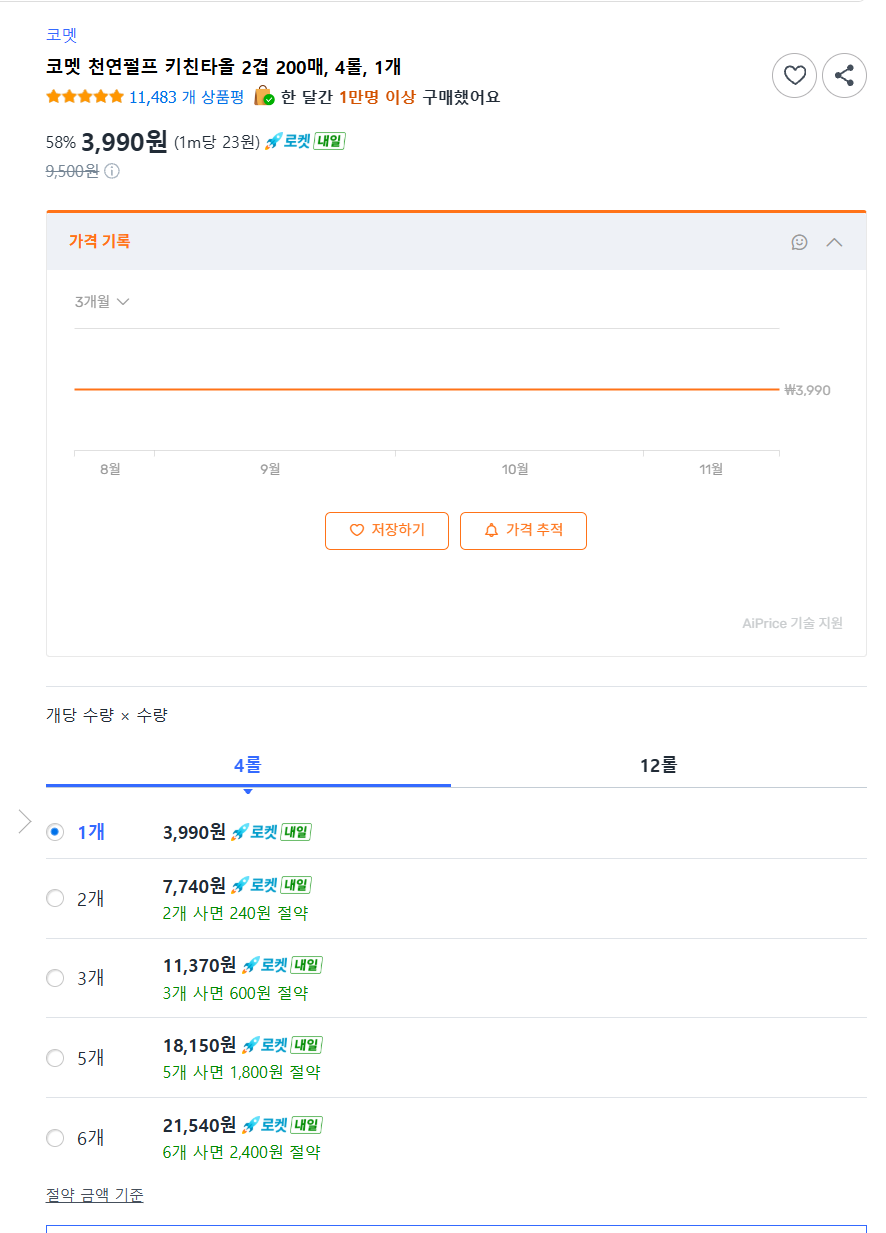 코멧
코멧 천연펄프 키친타올 2겹 200매, 4롤, 1개
11,483 개 상품평 한 달간 1만명 이상 구매했어요
58% 3,990원 (1m당 23원) 로켓 내일
9,500원
가격 기록
3개월
₩3,990
8월 9월 10월 11월
저장하기 가격 추적
AiPrice 기술 지원
개당 수량 × 수량
4롤 12롤
1개 3,990원 로켓 내일
2개 7,740원 로켓 내일
2개 사면 240원 절약
3개 11,370원 로켓 내일
3개 사면 600원 절약
5개 18,150원 로켓 내일
5개 사면 1,800원 절약
6개 21,540원 로켓 내일
6개 사면 2,400원 절약
절약 금액 기준